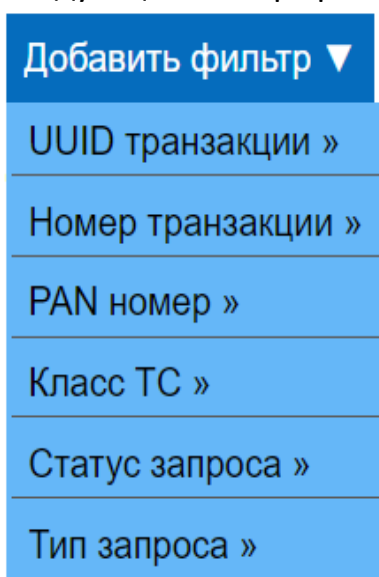 Добавить фильтр ▼
UUID транзакции »
Номер транзакции »
PAN номер »
Класс ТС »
Статус запроса »
Тип запроса »